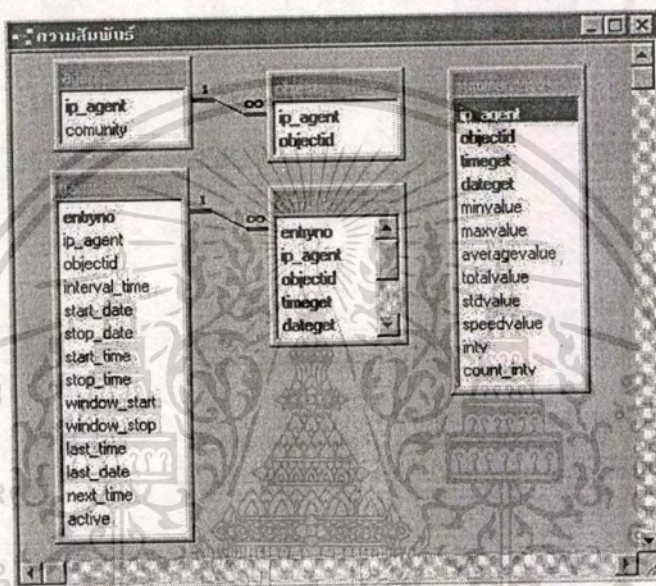 ความสัมพันธ์
ip_agent
comunity
1
∞
ip_agent
objectid
entryno
ip_agent
objectid
interval_time
start_date
stop_date
start_time
stop_time
window_start
window_stop
last_time
last_date
next_time
active
1
∞
entryno
ip_agent
objectid
timeget
dateget
ip_agent
objectid
timeget
dateget
minvalue
maxvalue
averagevalue
totalvalue
stdvalue
speedvalue
intv
count_intv